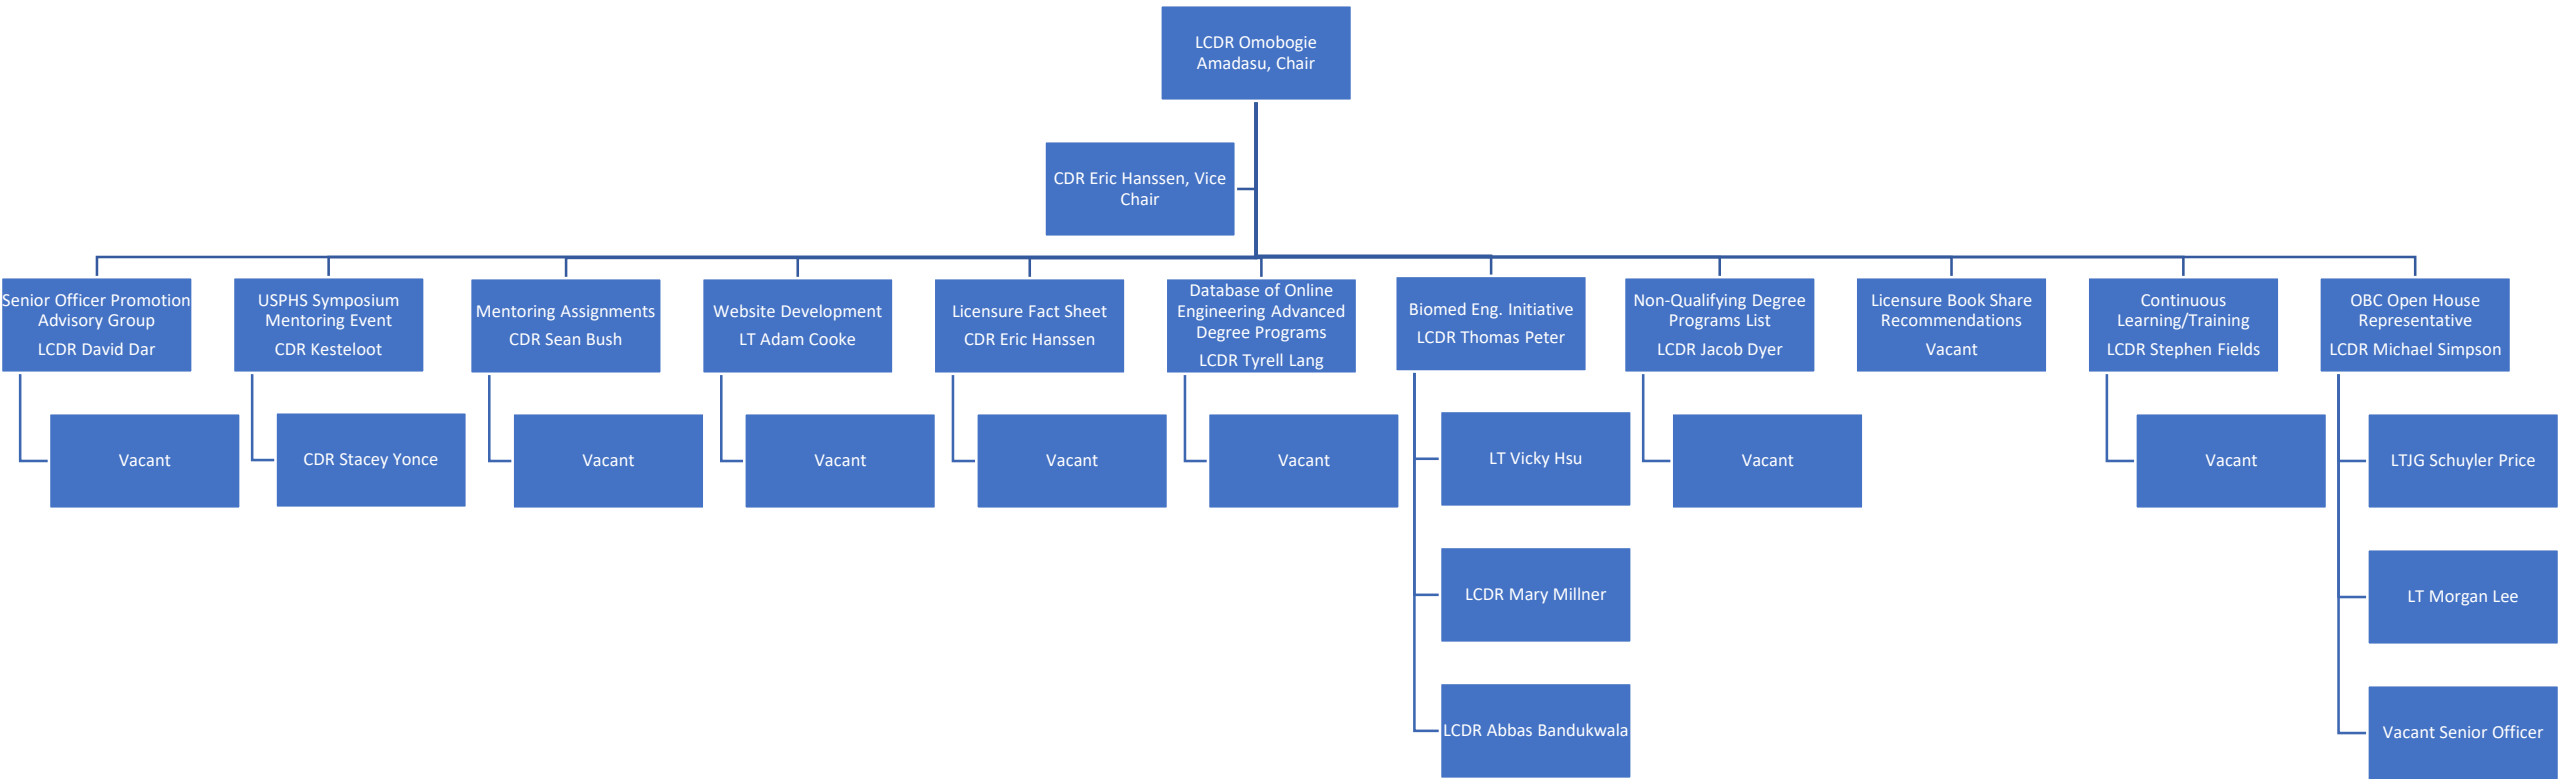 LCDR Omobogie
Amadasu, Chair
CDR Eric Hanssen, Vice
Chair
Senior Officer Promotion
Advisory Group
LCDR David Dar
USPHS Symposium
Mentoring Event
CDR Kesteloot
Mentoring Assignments
CDR Sean Bush
Website Development
LT Adam Cooke
Licensure Fact Sheet
CDR Eric Hanssen
Database of Online
Engineering Advanced
Degree Programs
LCDR Tyrell Lang
Biomed Eng. Initiative
LCDR Thomas Peter
Non-Qualifying Degree
Programs List
LCDR Jacob Dyer
Licensure Book Share
Recommendations
Vacant
Continuous
Learning/Training
LCDR Stephen Fields
OBC Open House
Representative
LCDR Michael Simpson
Vacant
CDR Stacey Yonce
Vacant
Vacant
Vacant
Vacant
LT Vicky Hsu
Vacant
Vacant
LTJG Schuyler Price
LCDR Mary Millner
LT Morgan Lee
LCDR Abbas Bandukwala
Vacant Senior Officer